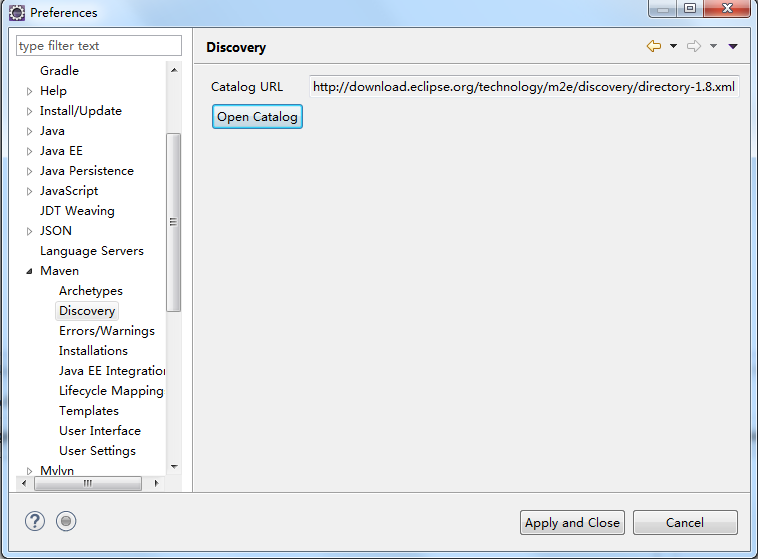 Preferences
type filter text
Gradle
Help
Install/Update
Java
Java EE
Java Persistence
JavaScript
JDT Weaving
JSON
Language Servers
Maven
Archetypes
Discovery
Errors/Warnings
Installations
Java EE Integration
Lifecycle Mapping
Templates
User Interface
User Settings
Mylyn
Discovery
Catalog URL http://download.eclipse.org/technology/m2e/discovery/directory-1.8.xml
Open Catalog
Apply and Close Cancel